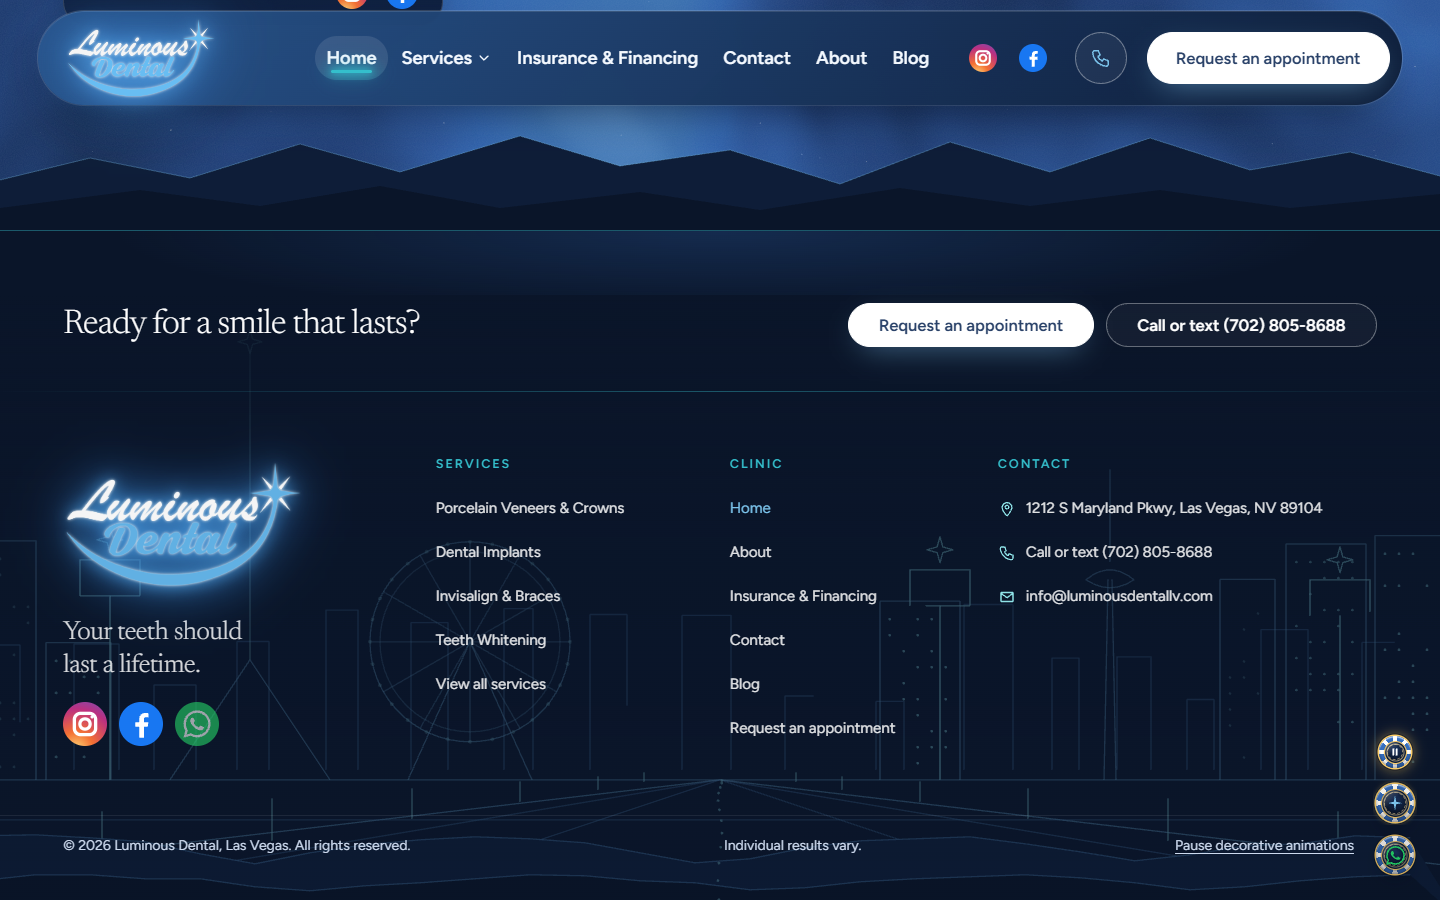 Luminous
Dental
Home
Services
Insurance & Financing
Contact
About
Blog
Request an appointment
Ready for a smile that lasts?
Request an appointment
Call or text (702) 805-8688
Luminous
Dental
Your teeth should
last a lifetime.
SERVICES
Porcelain Veneers & Crowns
Dental Implants
Invisalign & Braces
Teeth Whitening
View all services
CLINIC
Home
About
Insurance & Financing
Contact
Blog
Request an appointment
CONTACT
1212 S Maryland Pkwy, Las Vegas, NV 89104
Call or text (702) 805-8688
info@luminousdentallv.com
© 2026 Luminous Dental, Las Vegas. All rights reserved.
Individual results vary.
Pause decorative animations